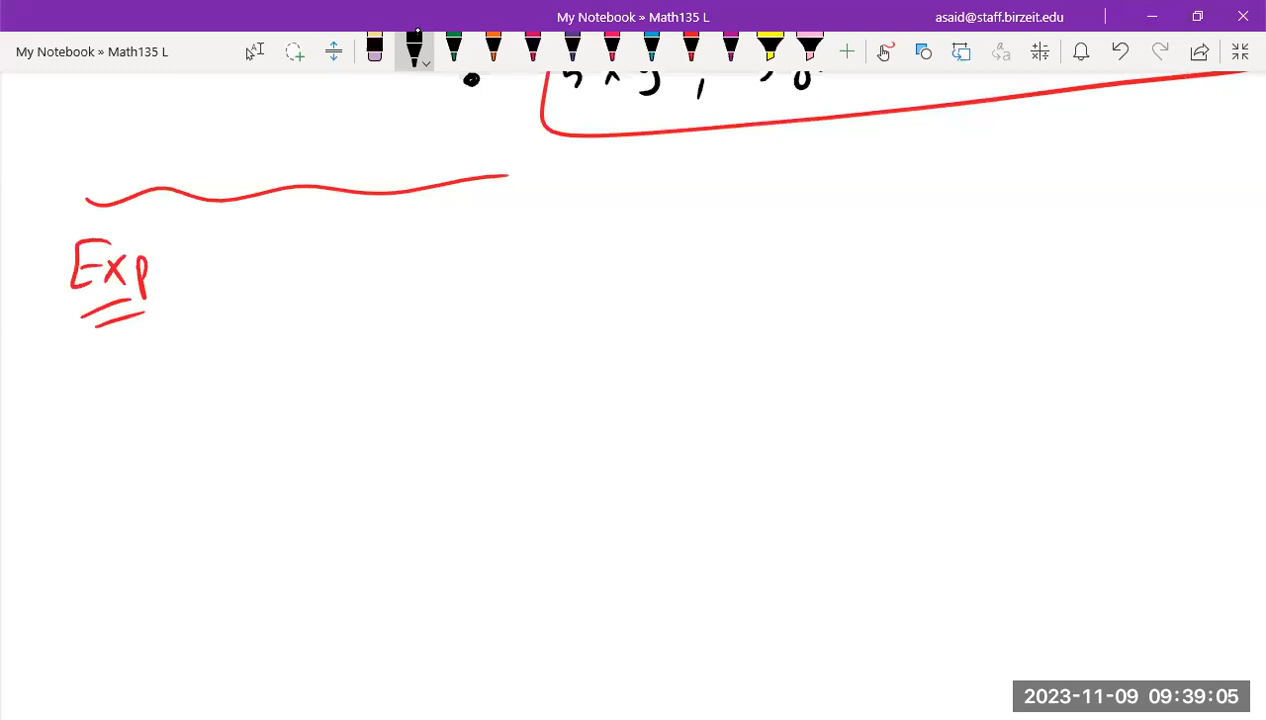 My Notebook » Math135 L
asaid@staff.birzeit.edu
My Notebook » Math135 L
Exp
2023-11-09 09:39:05